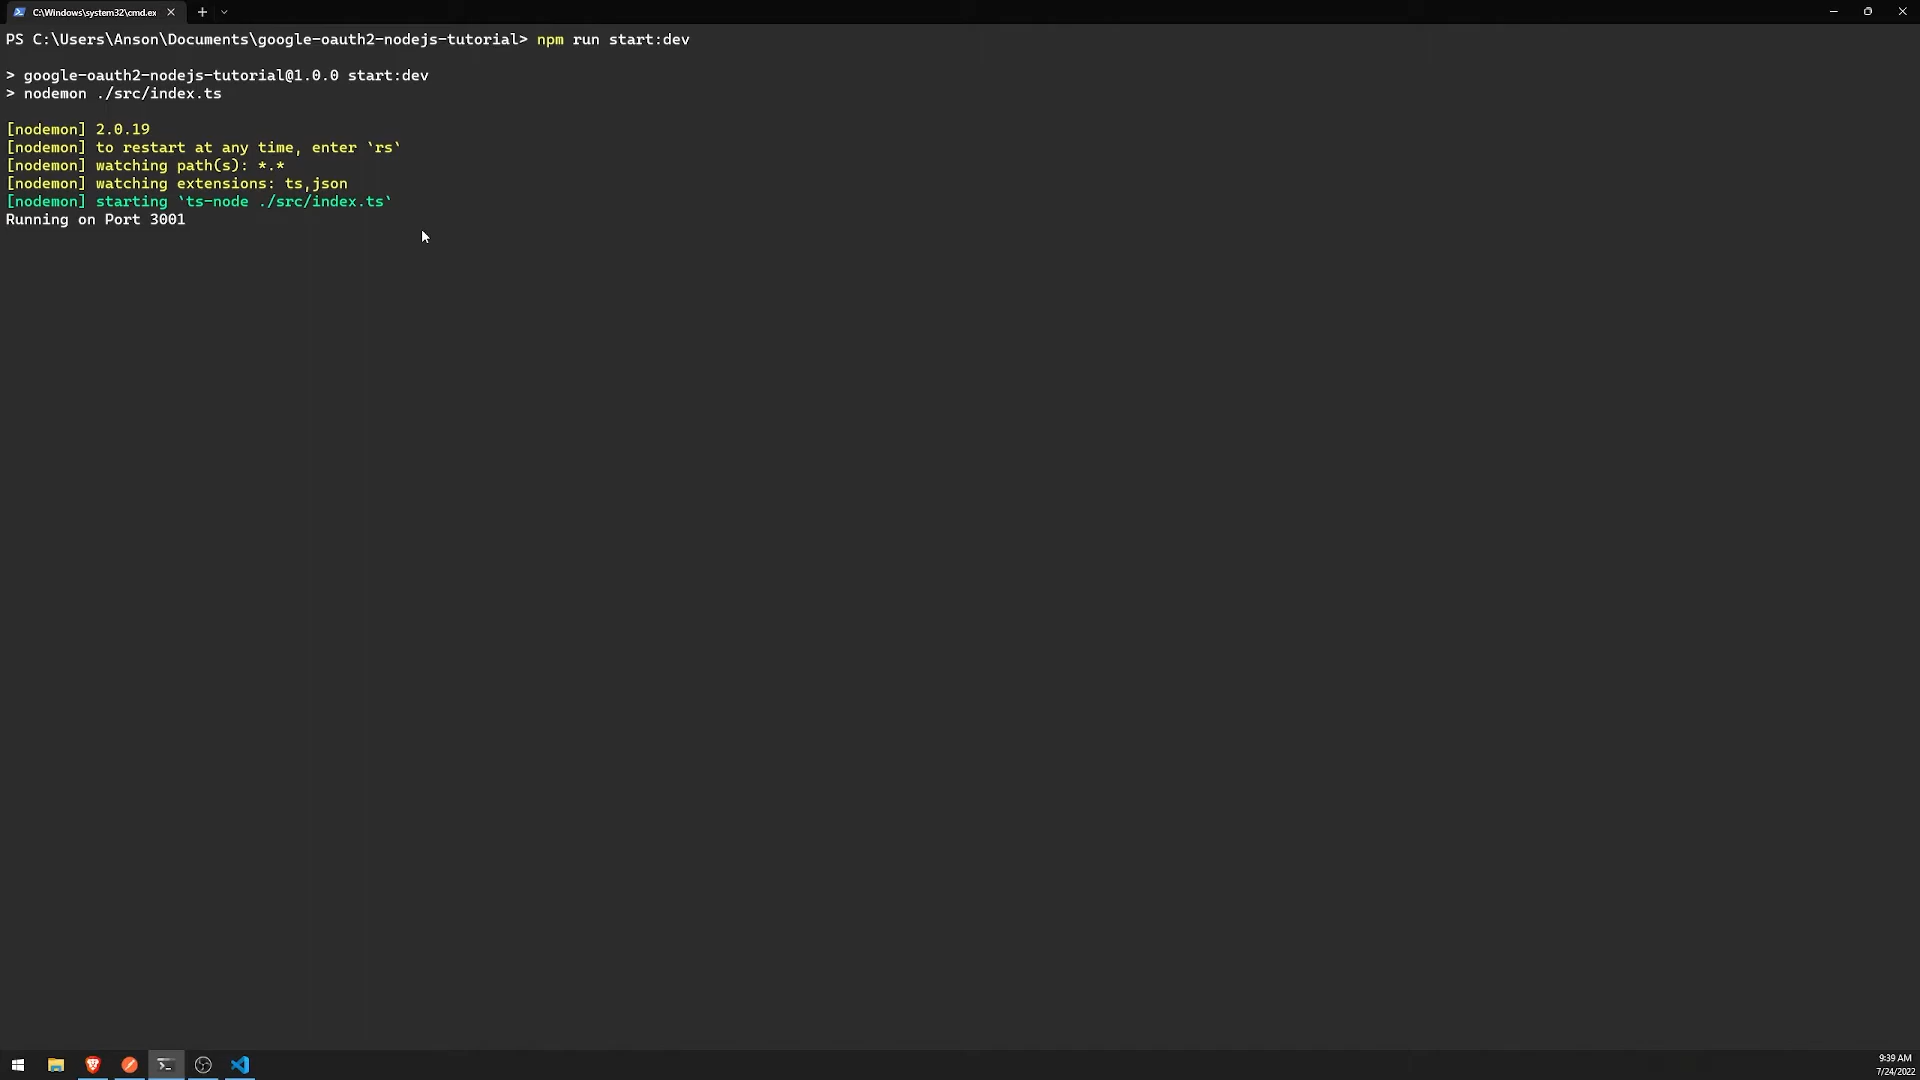 C:\Windows\system32\cmd.ex
PS C:\Users\Anson\Documents\google-oauth2-nodejs-tutorial> npm run start:dev
> google-oauth2-nodejs-tutorial@1.0.0 start:dev
> nodemon ./src/index.ts
[nodemon] 2.0.19
[nodemon] to restart at any time, enter `rs`
[nodemon] watching path(s): *.*
[nodemon] watching extensions: ts,json
[nodemon] starting `ts-node ./src/index.ts`
Running on Port 3001
9:39 AM
7/24/2022